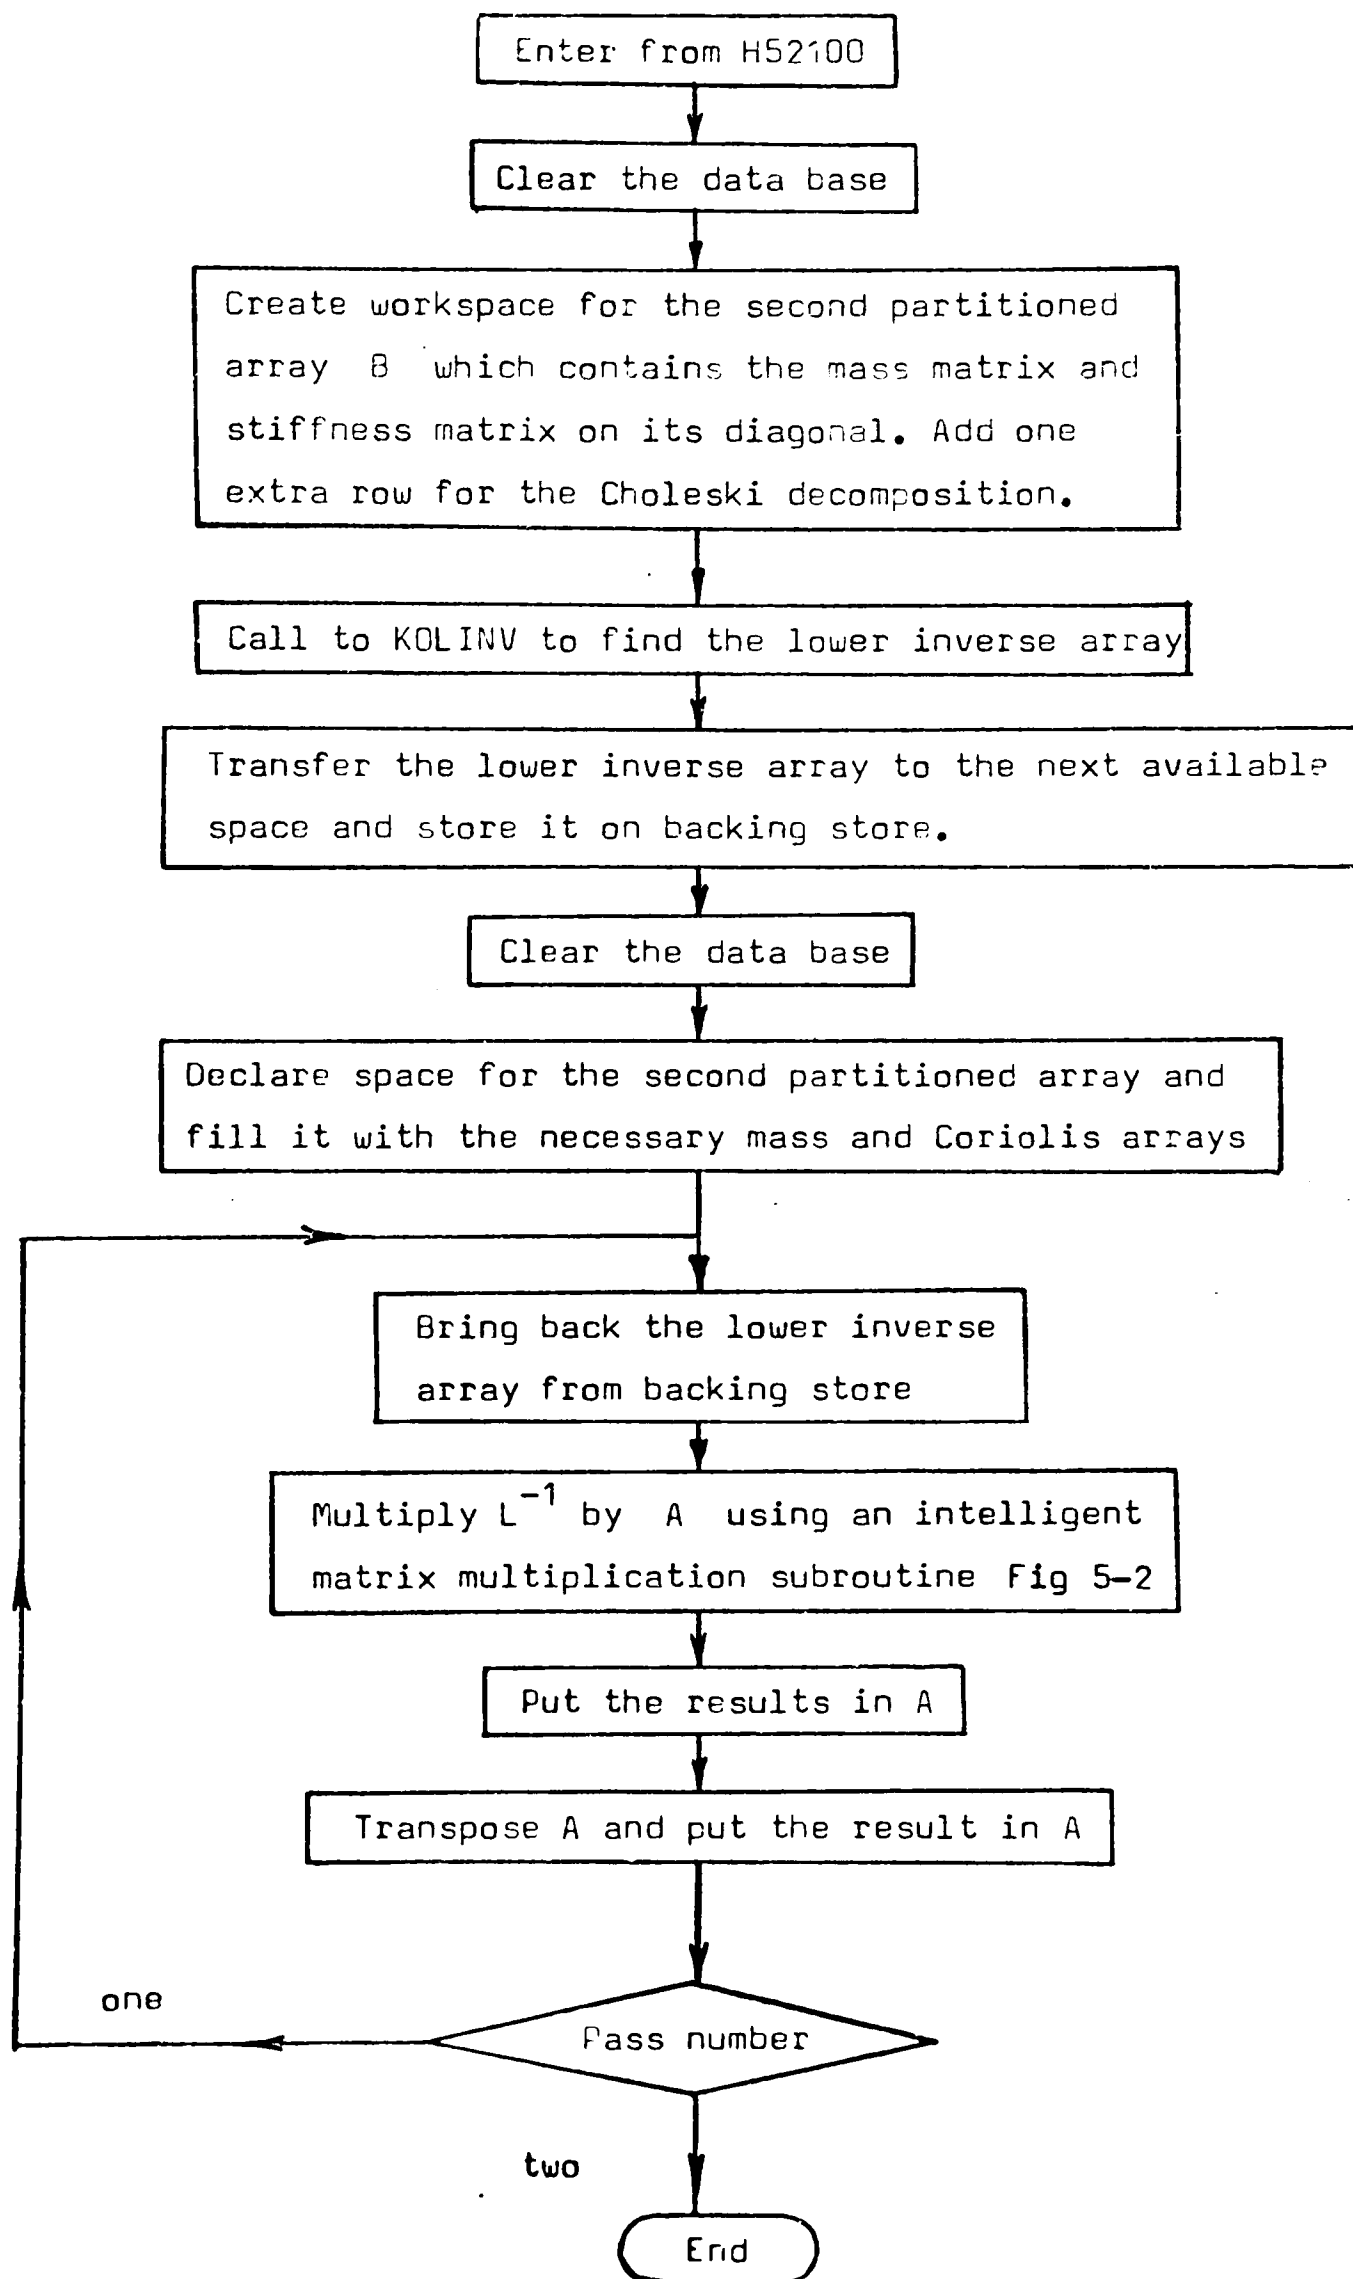 Enter from H52100
Clear the data base
Create workspace for the second partitioned
array B which contains the mass matrix and
stiffness matrix on its diagonal. Add one
extra row for the Choleski decomposition.
Call to KOLINV to find the lower inverse array
Transfer the lower inverse array to the next available
space and store it on backing store.
Clear the data base
Declare space for the second partitioned array and
fill it with the necessary mass and Coriolis arrays
Bring back the lower inverse
array from backing store
Multiply L⁻¹ by A using an intelligent
matrix multiplication subroutine Fig 5-2
Put the results in A
Transpose A and put the result in A
one
Pass number
two
End